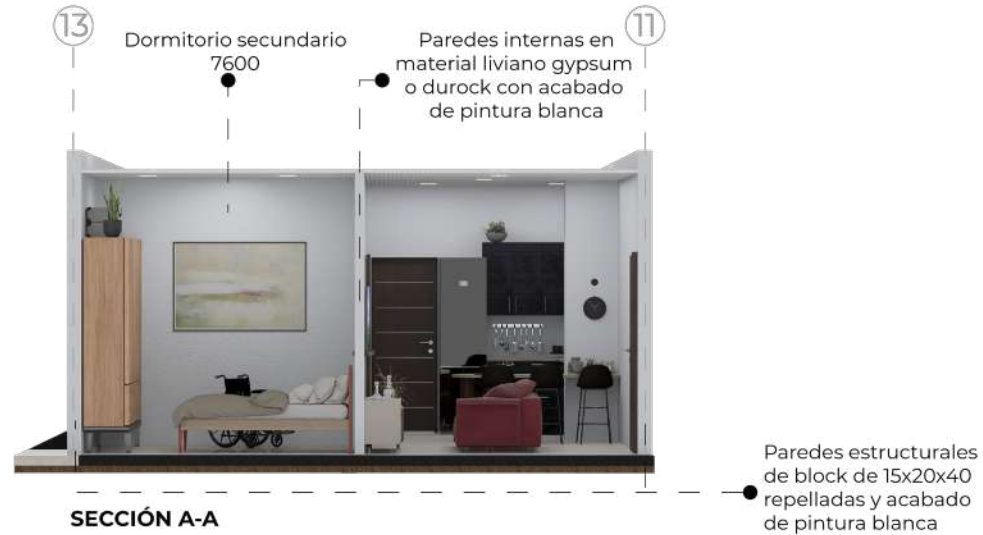 13
11
Dormitorio secundario
7600
Paredes internas en
material liviano gypsum
o durock con acabado
de pintura blanca
Paredes estructurales
de block de 15x20x40
repelladas y acabado
de pintura blanca
SECCIÓN A-A